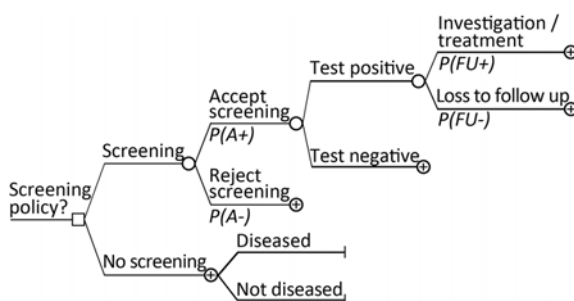 Investigation /
treatment
P(FU+)
Test positive
Loss to follow up
P(FU-)
Accept
screening
P(A+)
Screening
Test negative
Reject
screening
P(A-)
Screening
policy?
Diseased
No screening
Not diseased